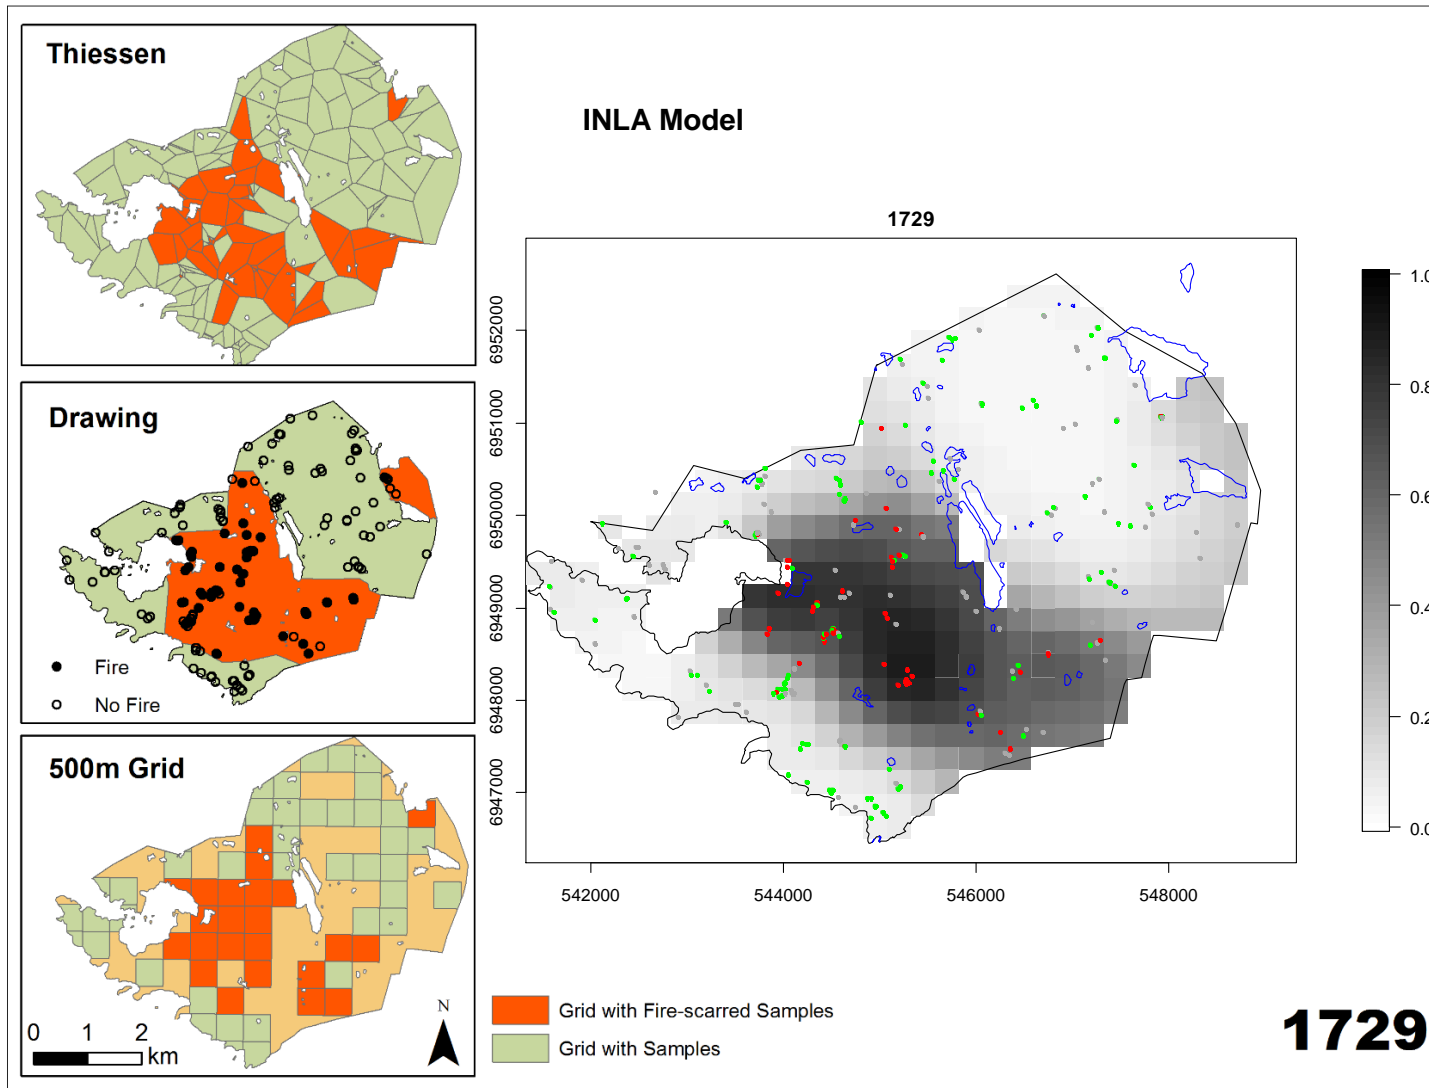 Thiessen
INLA Model
1729
1.0
0.8
0.6
0.4
0.2
0.0
6952000
6951000
6950000
6949000
6948000
6947000
542000
544000
546000
548000
Drawing
Fire
No Fire
500m Grid
0 1 2
km
N
Grid with Fire-scarred Samples
Grid with Samples
1729